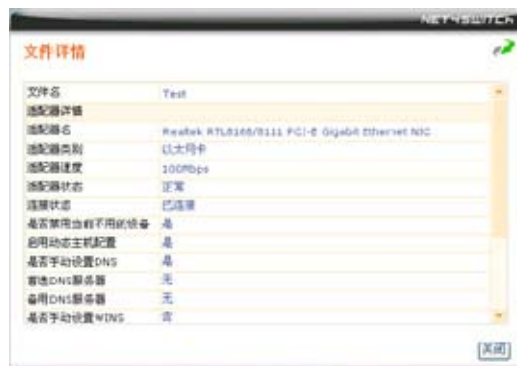 NET4SWITCH
文件详情
文件名 Test
适配器详情
适配器名 Realtek RTL8168/8111 PCI-E Gigabit Ethernet NIC
适配器类别 以太网卡
适配器速度 100Mbps
适配器状态 正常
连接状态 已连接
是否禁用当前不用的设备 是
启用动态主机配置 是
是否手动设置DNS 是
首选DNS服务器 无
备用DNS服务器 无
是否手动设置WINS 否
关闭